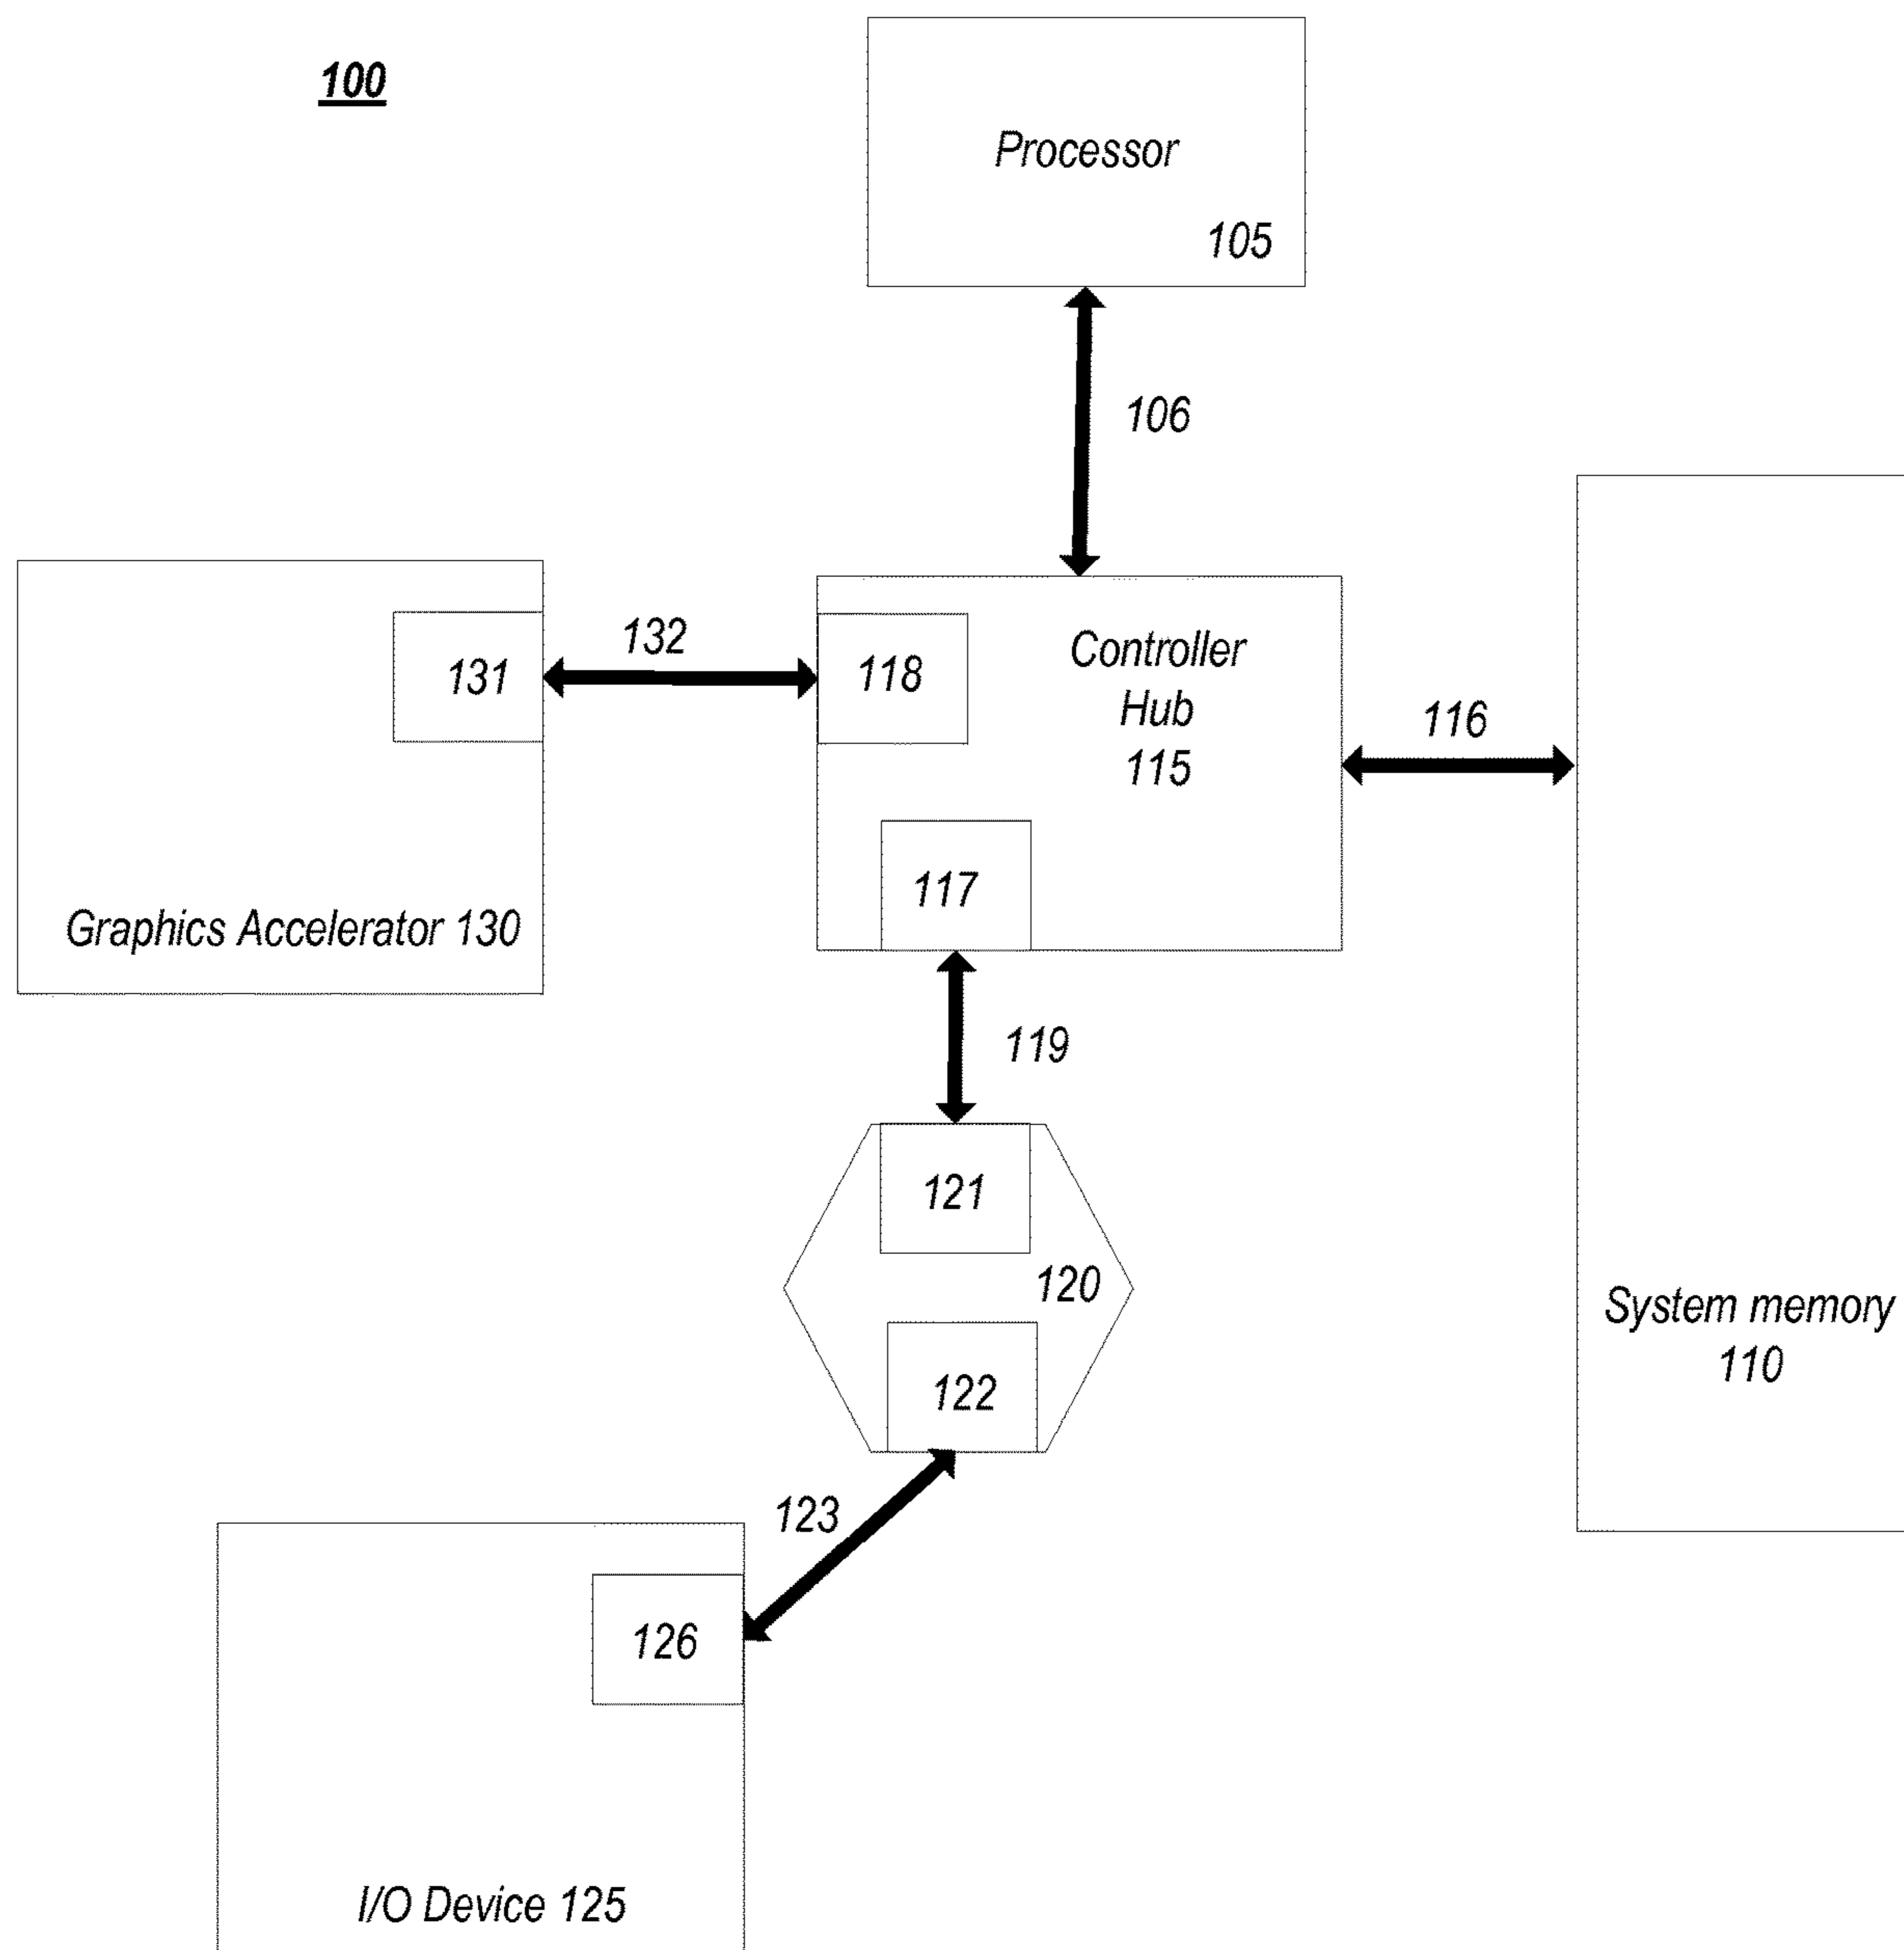 100
Processor
105
106
132
131
118
Controller
Hub
115
116
117
Graphics Accelerator 130
119
121
120
122
System memory
110
123
126
I/O Device 125